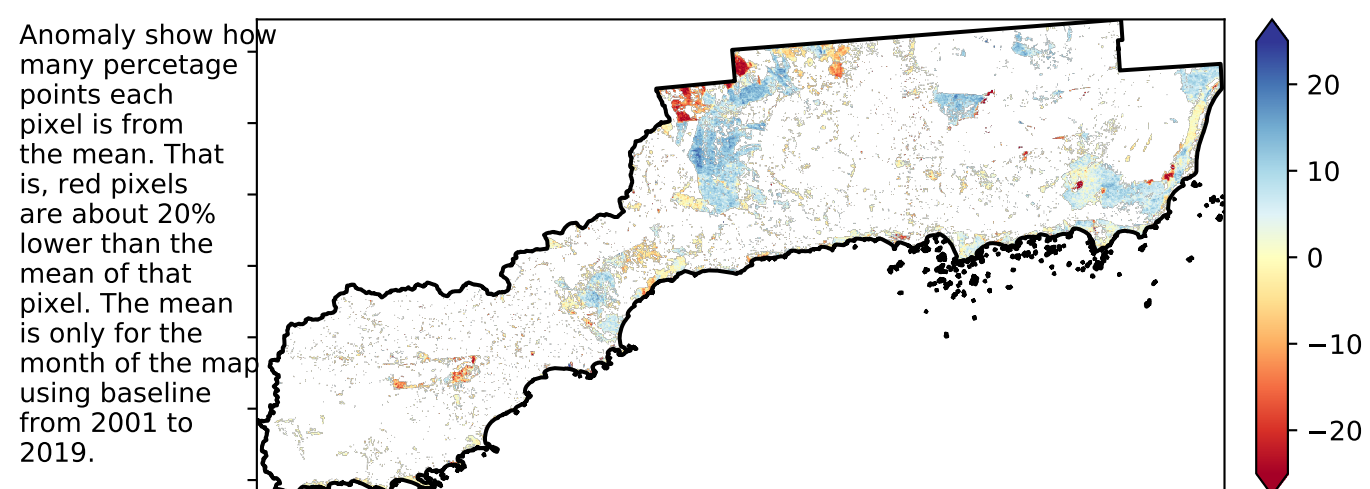 Anomaly show how
many percetage
points each
pixel is from
the mean. That
is, red pixels
are about 20%
lower than the
mean of that
pixel. The mean
is only for the
month of the map
using baseline
from 2001 to
2019.
20
10
0
−10
−20